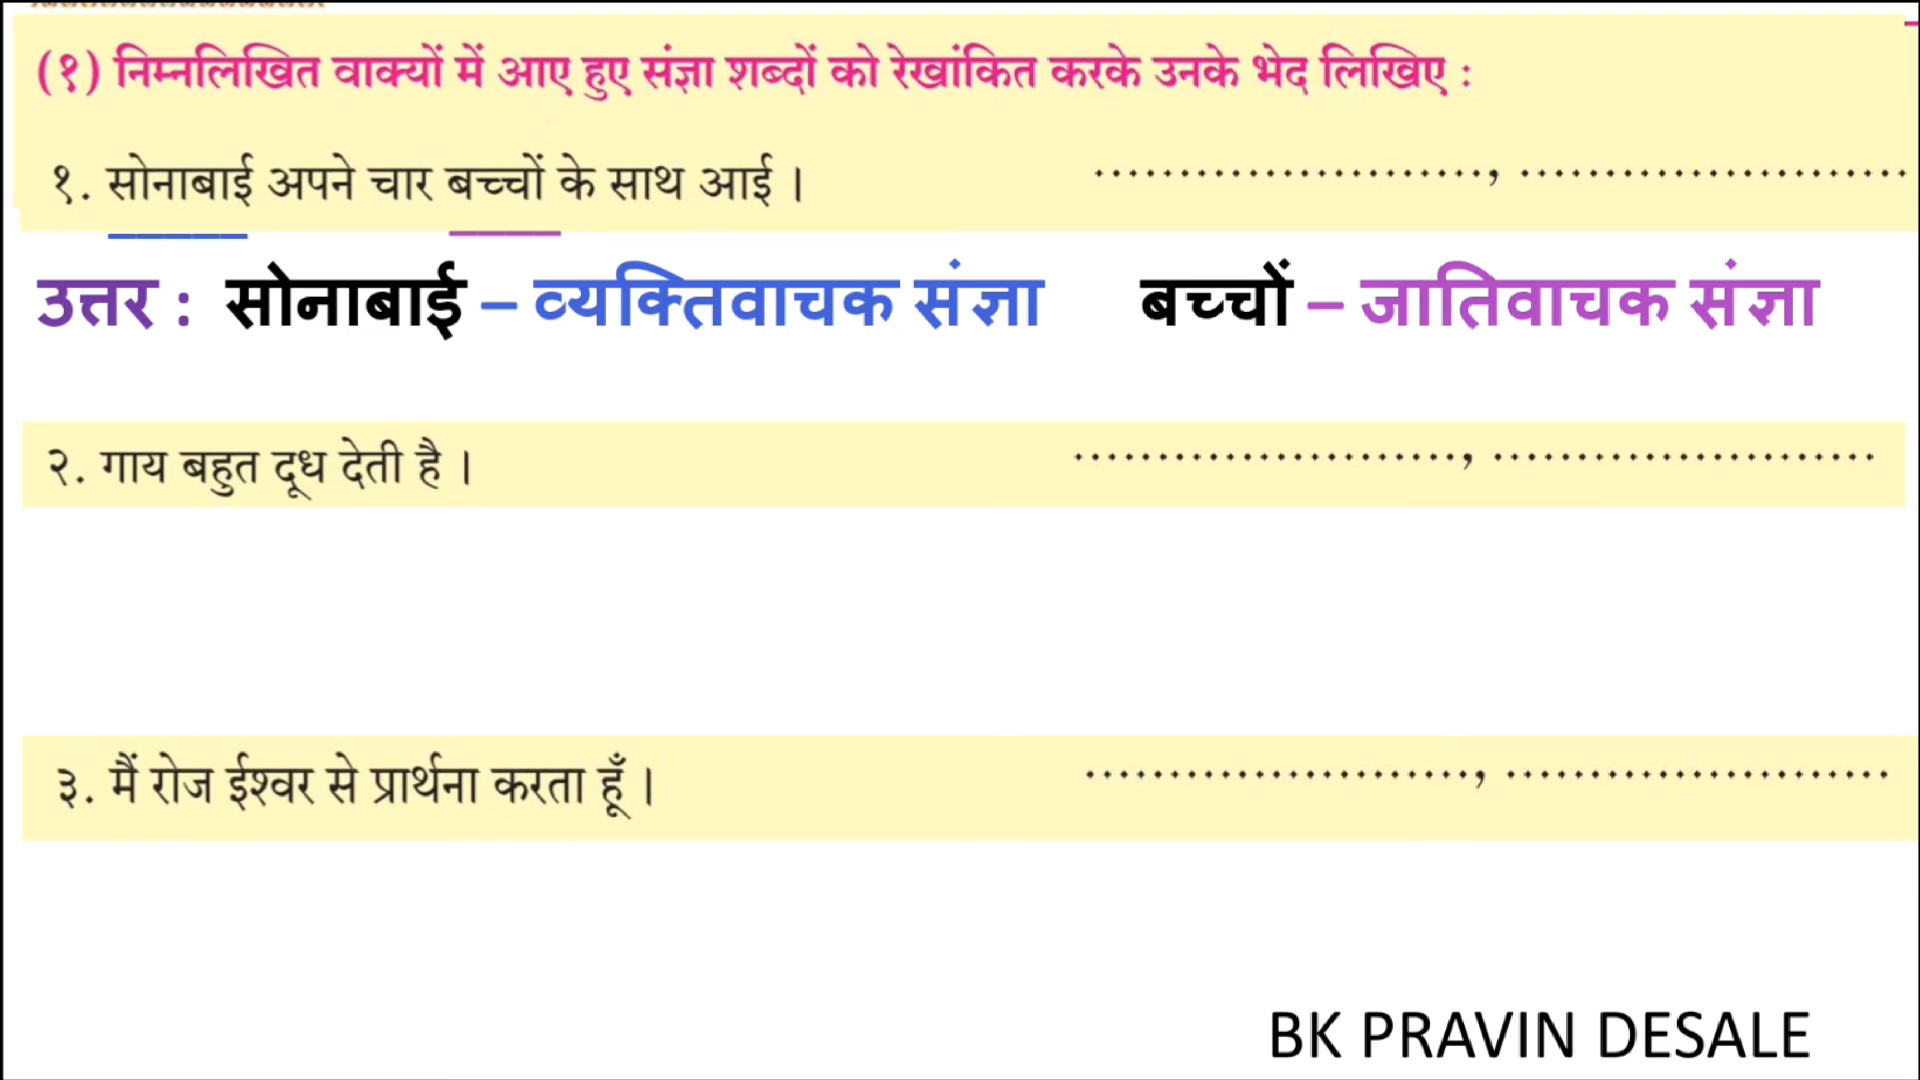 (१) निम्नलिखित वाक्यों में आए हुए संज्ञा शब्दों को रेखांकित करके उनके भेद लिखिए :
१. सोनाबाई अपने चार बच्चों के साथ आई । ............................, ............................
उत्तर : सोनाबाई – व्यक्तिवाचक संज्ञा बच्चों – जातिवाचक संज्ञा
२. गाय बहुत दूध देती है । ............................, ............................
३. मैं रोज ईश्वर से प्रार्थना करता हूँ । ............................, ............................
BK PRAVIN DESALE